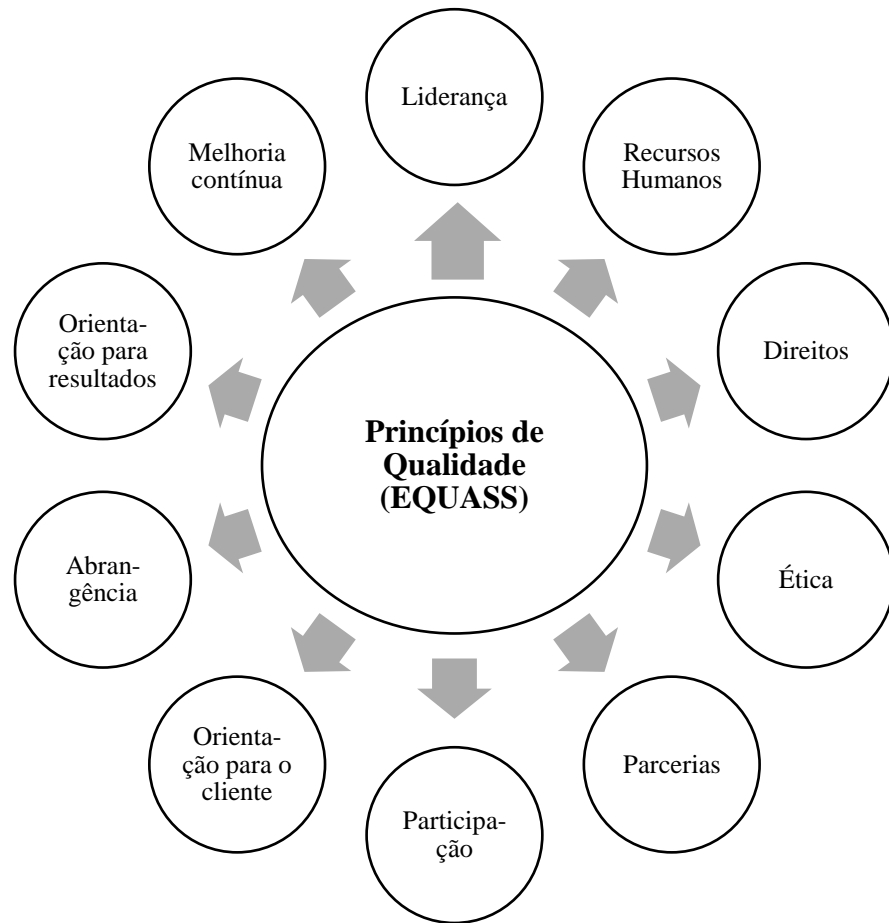 Liderança
Recursos
Humanos
Direitos
Ética
Parcerias
Participa-
ção
Orienta-
ção para o
cliente
Abran-
gência
Orienta-
ção para
resultados
Melhoria
contínua
Princípios de
Qualidade
(EQUASS)